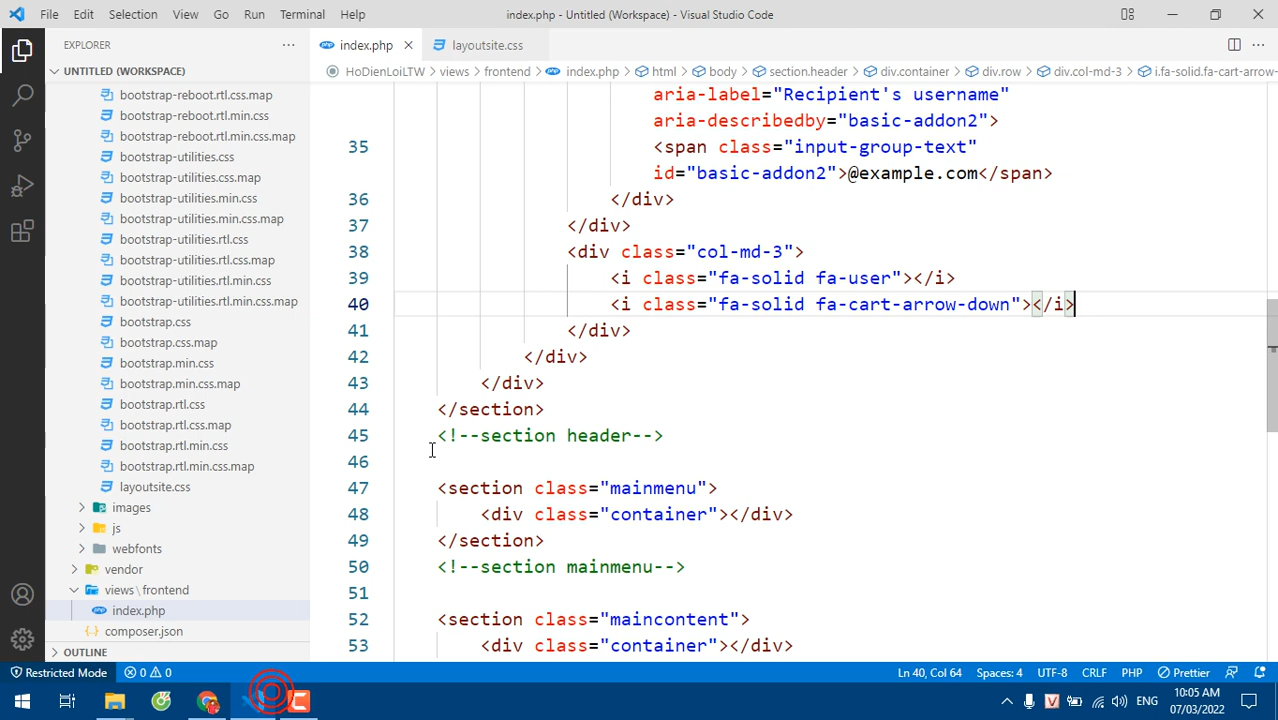 File Edit Selection View Go Run Terminal Help
index.php - Untitled (Workspace) - Visual Studio Code
EXPLORER
index.php
layoutsite.css
UNTITLED (WORKSPACE)
HoDienLoiLTW > views > frontend > index.php > html > body > section.header > div.container > div.row > div.col-md-3 > i.fa-solid.fa-cart-arrow-
bootstrap-reboot.rtl.css.map
bootstrap-reboot.rtl.min.css
bootstrap-reboot.rtl.min.css.map
bootstrap-utilities.css
bootstrap-utilities.css.map
bootstrap-utilities.min.css
bootstrap-utilities.min.css.map
bootstrap-utilities.rtl.css
bootstrap-utilities.rtl.css.map
bootstrap-utilities.rtl.min.css
bootstrap-utilities.rtl.min.css.map
bootstrap.css
bootstrap.css.map
bootstrap.min.css
bootstrap.min.css.map
bootstrap.rtl.css
bootstrap.rtl.css.map
bootstrap.rtl.min.css
bootstrap.rtl.min.css.map
layoutsite.css
images
js
webfonts
vendor
views\frontend
index.php
composer.json
OUTLINE
aria-label="Recipient's username"
aria-describedby="basic-addon2">
35 <span class="input-group-text"
id="basic-addon2">@example.com</span>
36 </div>
37 </div>
38 <div class="col-md-3">
39 <i class="fa-solid fa-user"></i>
40 <i class="fa-solid fa-cart-arrow-down"></i>
41 </div>
42 </div>
43 </div>
44 </section>
45 <!--section header-->
46
47 <section class="mainmenu">
48 <div class="container"></div>
49 </section>
50 <!--section mainmenu-->
51
52 <section class="maincontent">
53 <div class="container"></div>
Restricted Mode 0 0 Ln 40, Col 64 Spaces: 4 UTF-8 CRLF PHP Prettier
V ENG
10:05 AM
07/03/2022